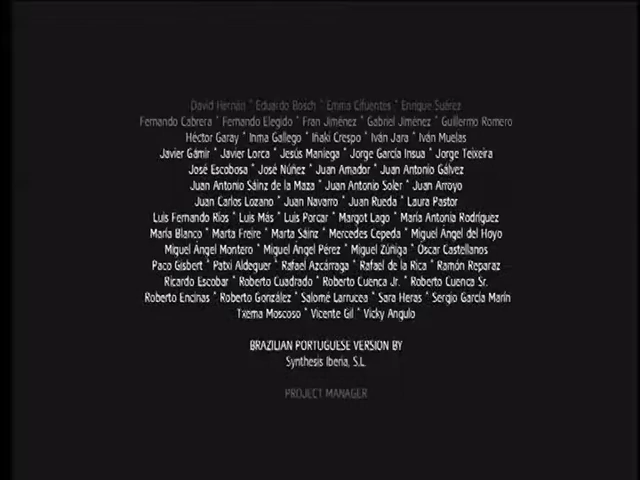 David Hernán * Eduardo Bosch * Emma Cifuentes * Enrique Suárez
Fernando Cabrera * Fernando Elegido * Fran Jiménez * Gabriel Jiménez * Guillermo Romero
Héctor Garay * Inma Gallego * Iñaki Crespo * Iván Jara * Iván Muelas
Javier Gámir * Javier Lorca * Jesús Maniega * Jorge García Insua * Jorge Teixeira
José Escobosa * José Núñez * Juan Amador * Juan Antonio Gálvez
Juan Antonio Sáinz de la Maza * Juan Antonio Soler * Juan Arroyo
Juan Carlos Lozano * Juan Navarro * Juan Rueda * Laura Pastor
Luis Fernando Ríos * Luis Más * Luis Porcar * Margot Lago * María Antonia Rodríguez
María Blanco * Marta Freire * Marta Sáinz * Mercedes Cepeda * Miguel Ángel del Hoyo
Miguel Ángel Montero * Miguel Ángel Pérez * Miguel Zúñiga * Óscar Castellanos
Paco Gisbert * Patxi Aldeguer * Rafael Azcárraga * Rafael de la Rica * Ramón Reparaz
Ricardo Escobar * Roberto Cuadrado * Roberto Cuenca Jr. * Roberto Cuenca Sr.
Roberto Encinas * Roberto González * Salomé Larrucea * Sara Heras * Sergio García Marín
Txema Moscoso * Vicente Gil * Vicky Angulo
BRAZILIAN PORTUGUESE VERSION BY
Synthesis Iberia, S.L.
PROJECT MANAGER